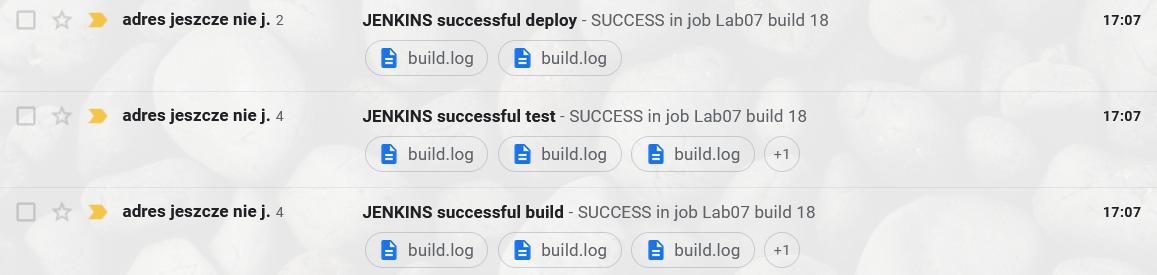 adres jeszcze nie j. 2 JENKINS successful deploy - SUCCESS in job Lab07 build 18 17:07
build.log build.log
adres jeszcze nie j. 4 JENKINS successful test - SUCCESS in job Lab07 build 18 17:07
build.log build.log build.log +1
adres jeszcze nie j. 4 JENKINS successful build - SUCCESS in job Lab07 build 18 17:07
build.log build.log build.log +1